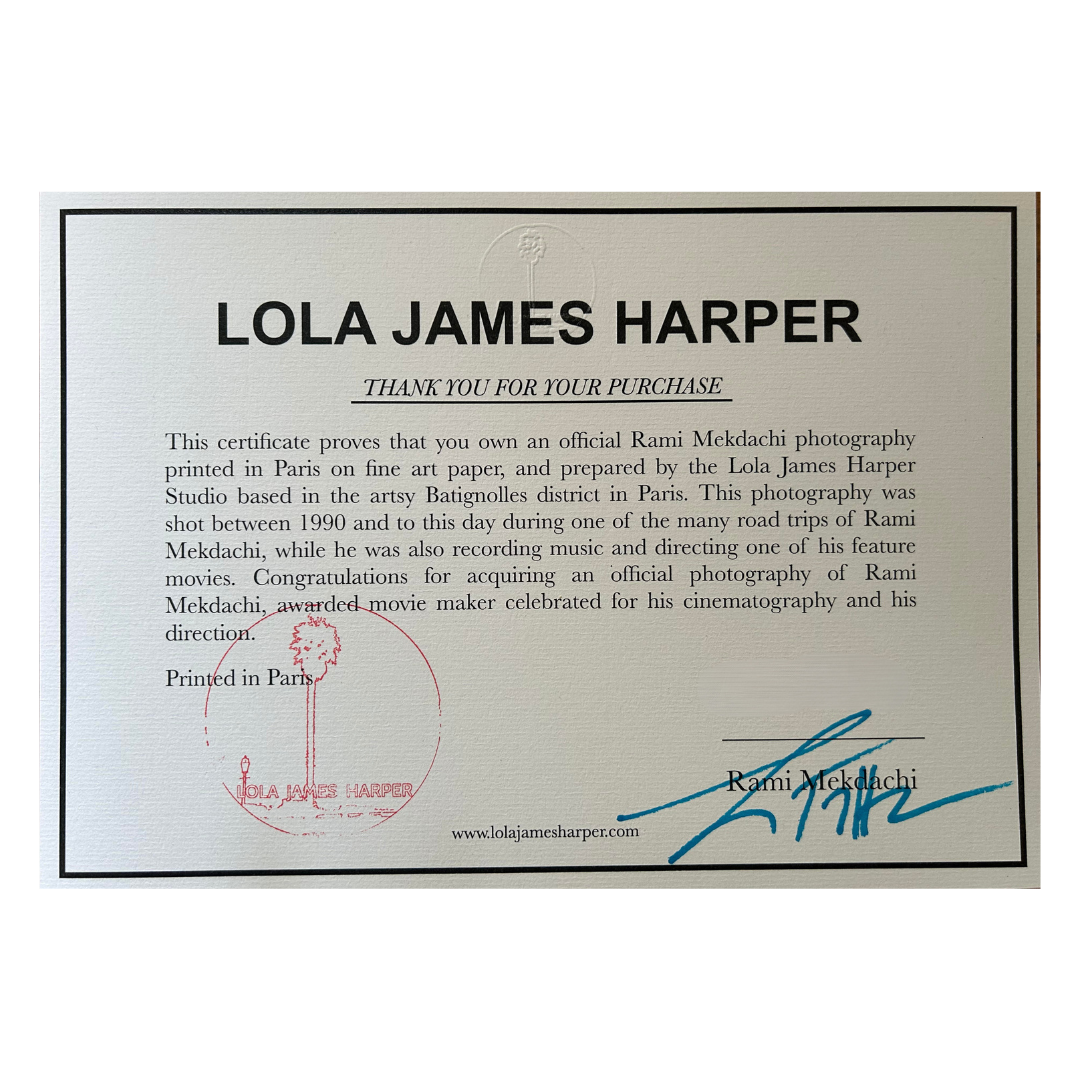 LOLA JAMES HARPER
THANK YOU FOR YOUR PURCHASE
This certificate proves that you own an official Rami Mekdachi photography
printed in Paris on fine art paper, and prepared by the Lola James Harper
Studio based in the artsy Batignolles district in Paris. This photography was
shot between 1990 and to this day during one of the many road trips of Rami
Mekdachi, while he was also recording music and directing one of his feature
movies. Congratulations for acquiring an official photography of Rami
Mekdachi, awarded movie maker celebrated for his cinematography and his
direction.
Printed in Paris
LOLA JAMES HARPER
Rami Mekdachi
www.lolajamesharper.com